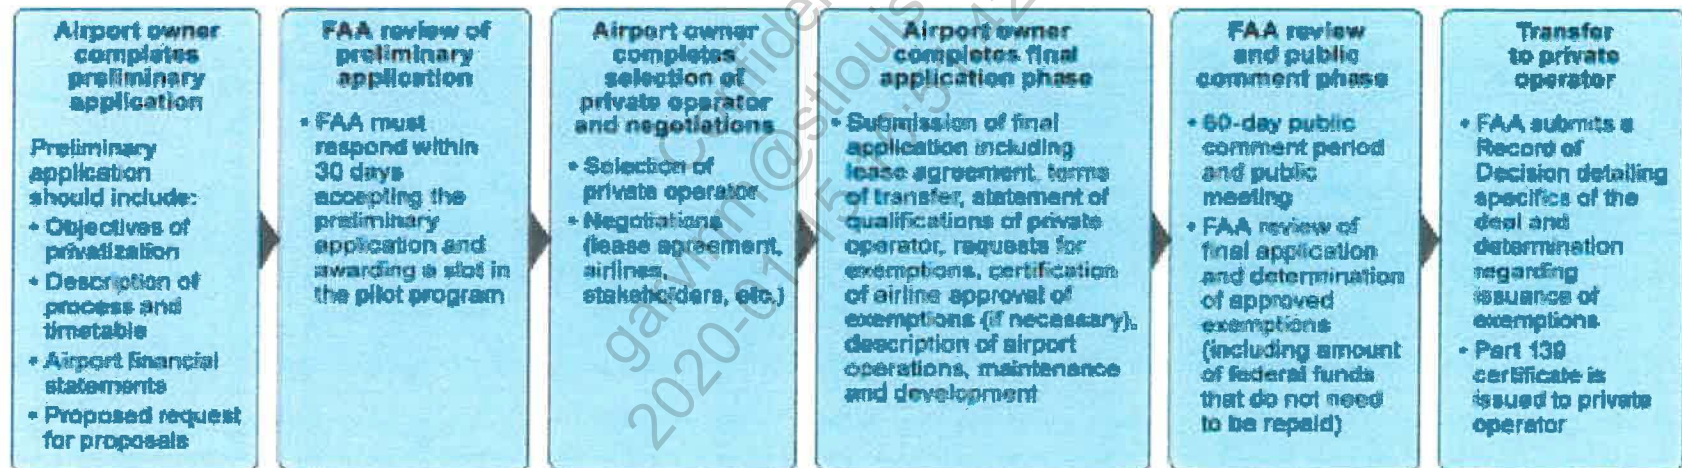 Airport owner
completes
preliminary
application
Preliminary
application
should include:
• Objectives of
privatization
• Description of
process and
timetable
• Airport financial
statements
• Proposed request
for proposals
FAA review of
preliminary
application
• FAA must
respond within
30 days
accepting the
preliminary
application and
awarding a slot in
the pilot program
Airport owner
completes
selection of
private operator
and negotiations
• Selection of
private operator
• Negotiations
(lease agreement,
airlines,
stakeholders, etc.)
Airport owner
completes final
application phase
• Submission of final
application including
lease agreement, terms
of transfer, statement of
qualifications of private
operator, requests for
exemptions, certification
of airline approval of
exemptions (if necessary),
description of airport
operations, maintenance
and development
FAA review
and public
comment phase
• 60-day public
comment period
and public
meeting
• FAA review of
final application
and determination
of approved
exemptions
(including amount
of federal funds
that do not need
to be repaid)
Transfer
to private
operator
• FAA submits a
Record of
Decision detailing
specifics of the
deal and
determination
regarding
issuance of
exemptions
• Part 139
certificate is
issued to private
operator